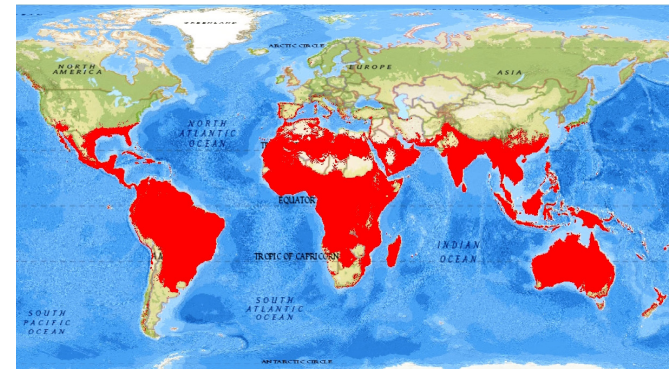 GREENLAND
ARCTIC CIRCLE
NORTH
AMERICA
EUROPE
ASIA
NORTH
ATLANTIC
OCEAN
EQUATOR
INDIAN
OCEAN
TROPIC OF CAPRICORN
SOUTH
ATLANTIC
OCEAN
SOUTH
PACIFIC
OCEAN
ANTARCTIC CIRCLE